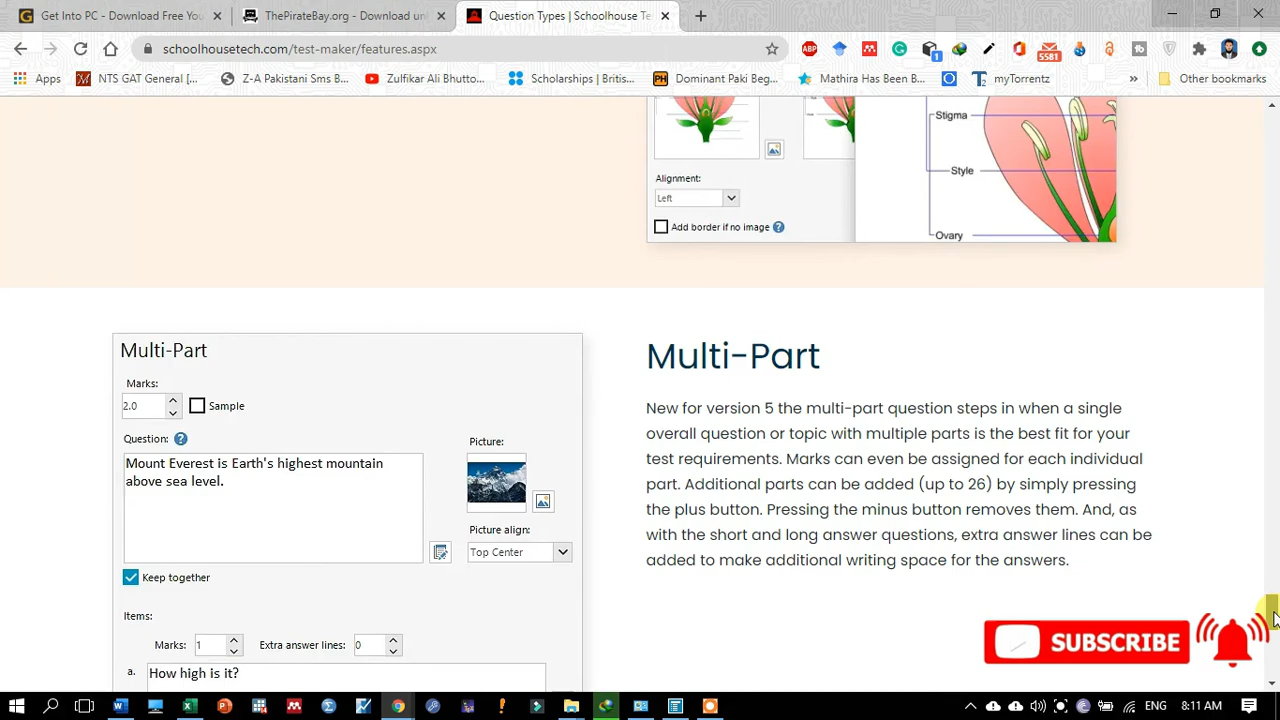 Get Into PC - Download Free Yo
ThePirateBay.org - Download un
Question Types | Schoolhouse Te
schoolhousetech.com/test-maker/features.aspx
ABP
1
5581
Apps
NTS GAT General [...
Z-A Pakistani Sms B...
Zulfikar Ali Bhutto...
Scholarships | Britis...
PH
Dominant Paki Beg...
Mathira Has Been B...
myTorrentz
»
Other bookmarks
Stigma
Style
Ovary
Alignment:
Left
Add border if no image ?
Multi-Part
Marks:
2.0
Sample
Question: ?
Picture:
Mount Everest is Earth's highest mountain
above sea level.
Picture align:
Top Center
Keep together
Items:
Marks: 1
Extra answer lines: 0
a. How high is it?
Multi-Part
New for version 5 the multi-part question steps in when a single
overall question or topic with multiple parts is the best fit for your
test requirements. Marks can even be assigned for each individual
part. Additional parts can be added (up to 26) by simply pressing
the plus button. Pressing the minus button removes them. And, as
with the short and long answer questions, extra answer lines can be
added to make additional writing space for the answers.
SUBSCRIBE
ENG
8:11 AM